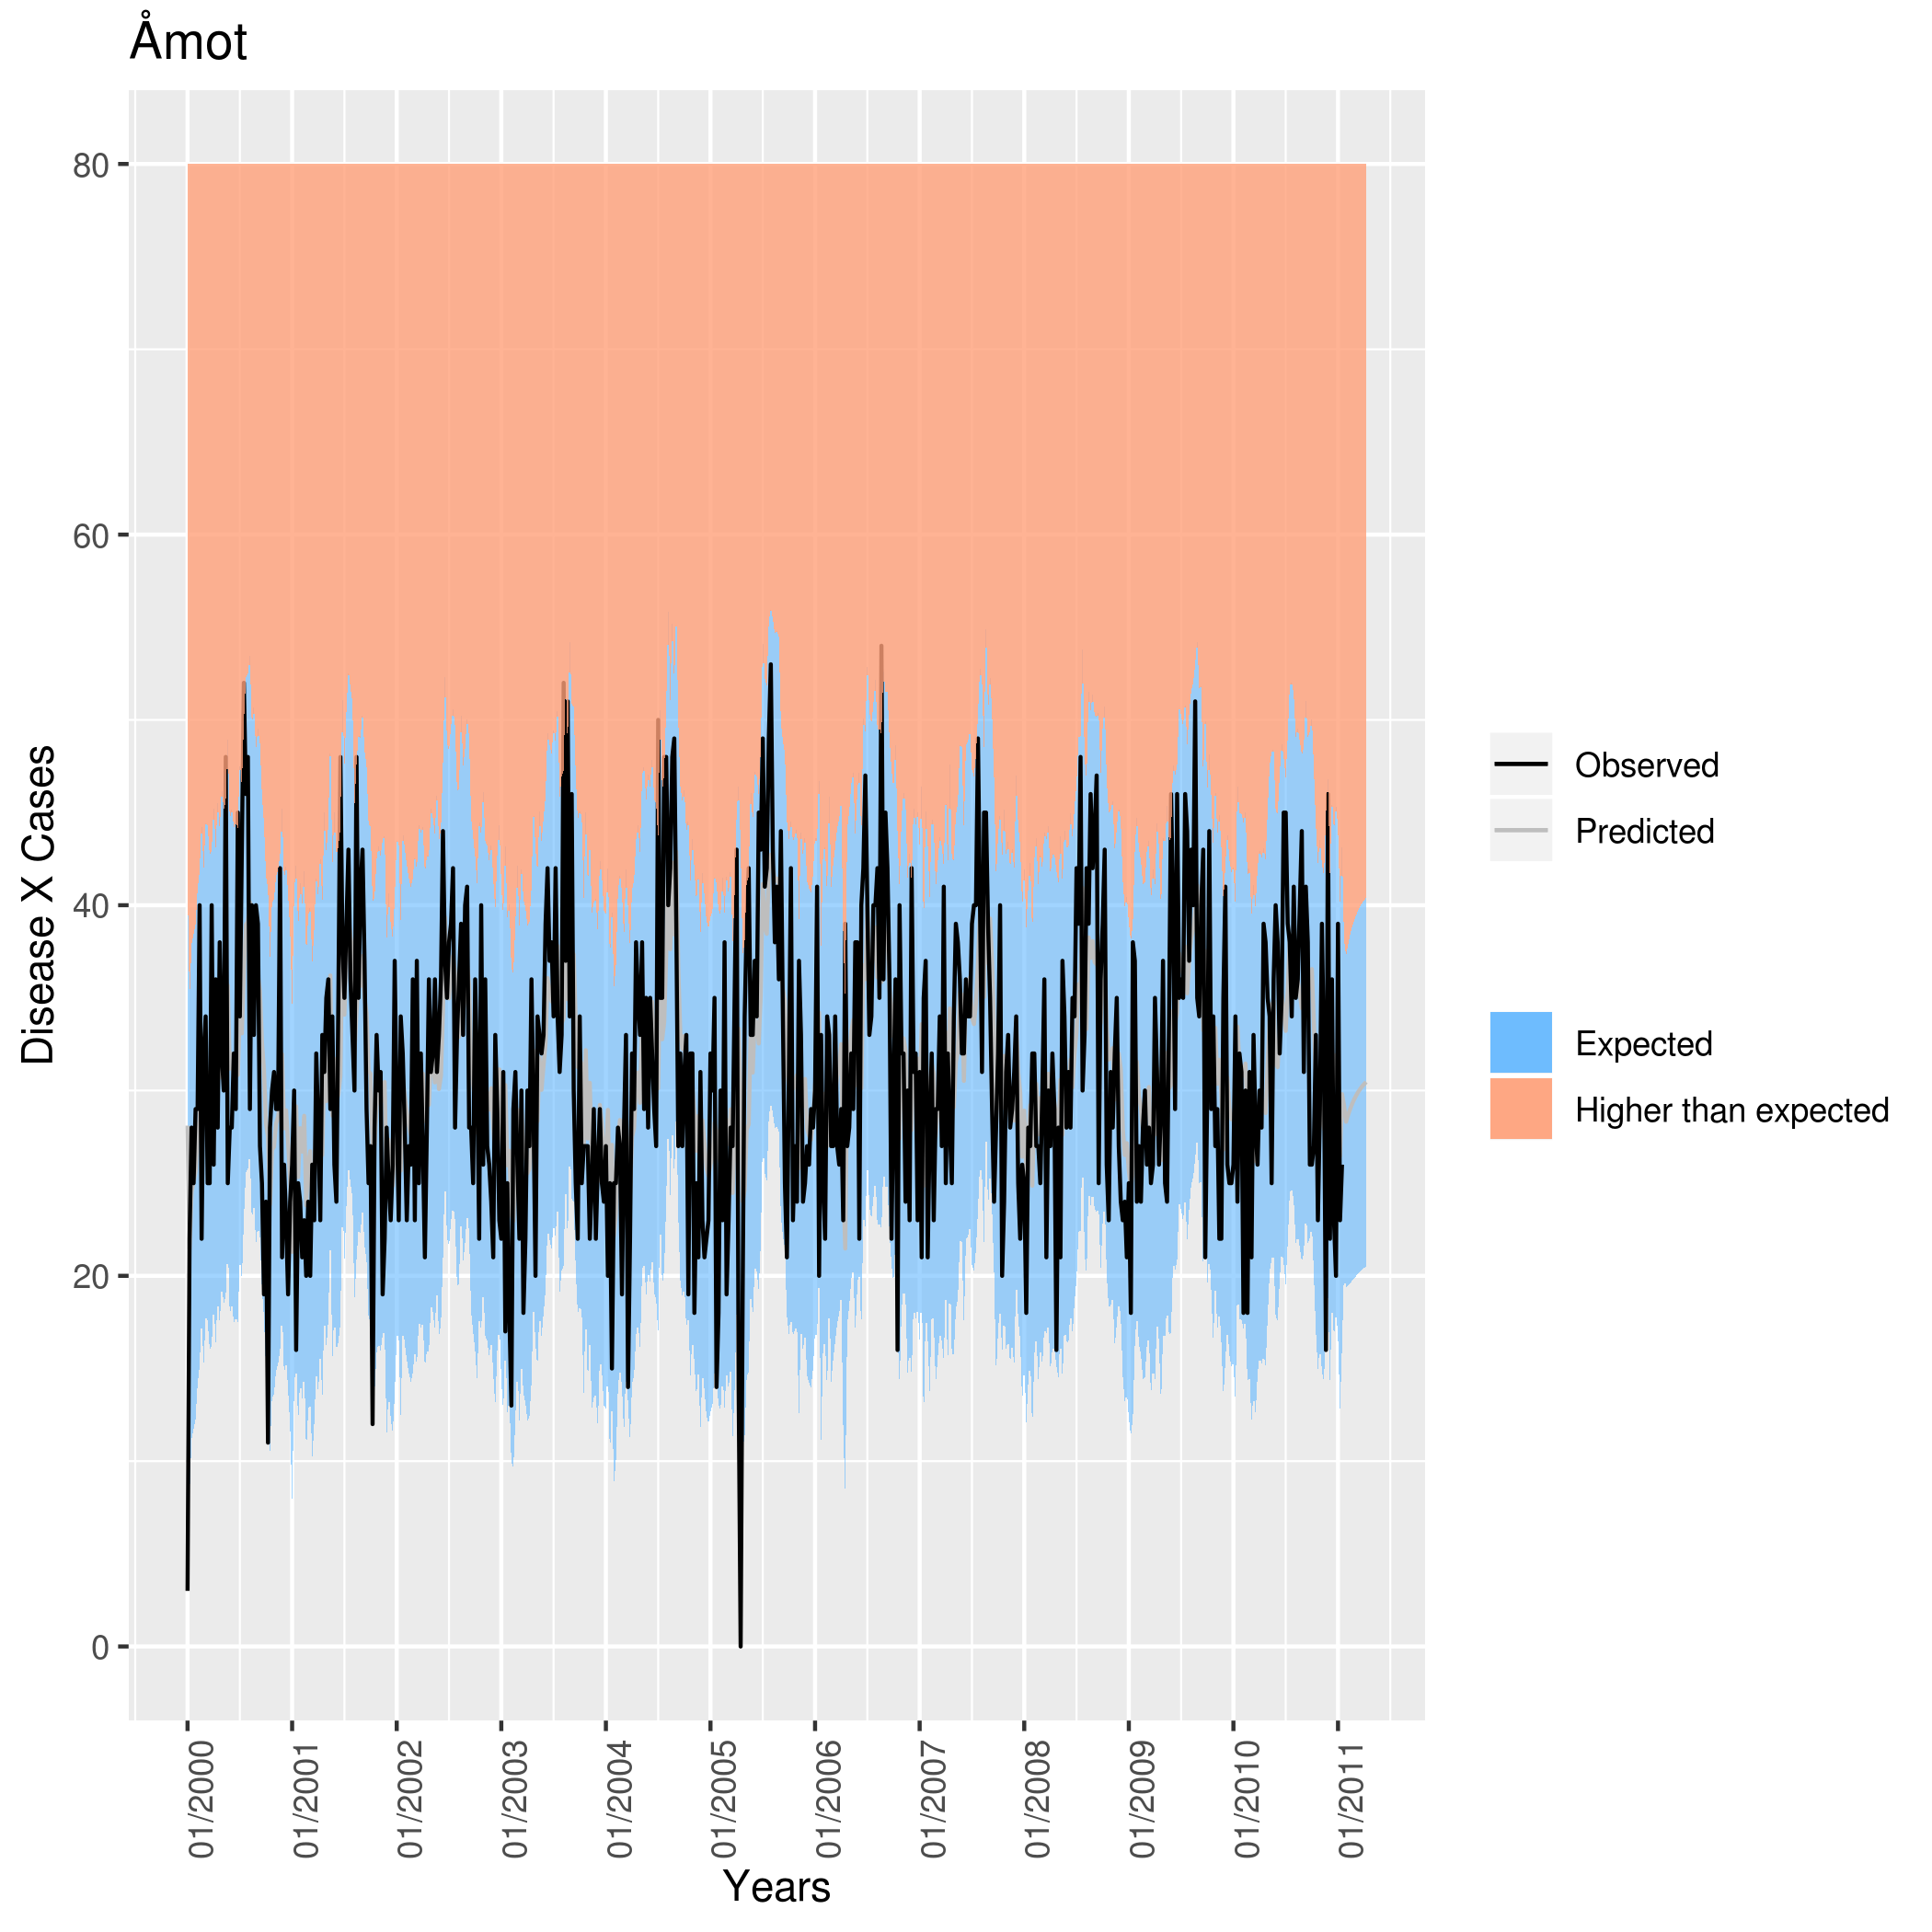 Åmot
Disease X Cases
80
60
40
20
0
01/2000
01/2001
01/2002
01/2003
01/2004
01/2005
01/2006
01/2007
01/2008
01/2009
01/2010
01/2011
Years
Observed
Predicted
Expected
Higher than expected